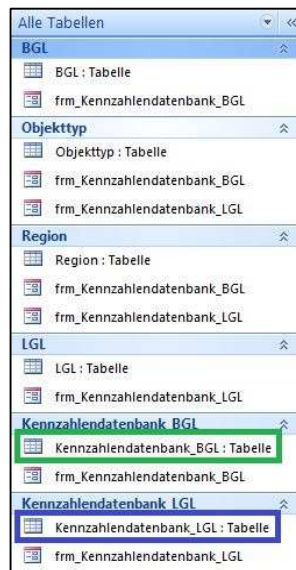 Alle Tabellen
BGL
BGL : Tabelle
frm_Kennzahlendatenbank_BGL
Objekttyp
Objekttyp : Tabelle
frm_Kennzahlendatenbank_BGL
frm_Kennzahlendatenbank_LGL
Region
Region : Tabelle
frm_Kennzahlendatenbank_BGL
frm_Kennzahlendatenbank_LGL
LGL
LGL : Tabelle
frm_Kennzahlendatenbank_LGL
Kennzahlendatenbank_BGL
Kennzahlendatenbank_BGL : Tabelle
frm_Kennzahlendatenbank_BGL
Kennzahlendatenbank_LGL
Kennzahlendatenbank_LGL : Tabelle
frm_Kennzahlendatenbank_LGL